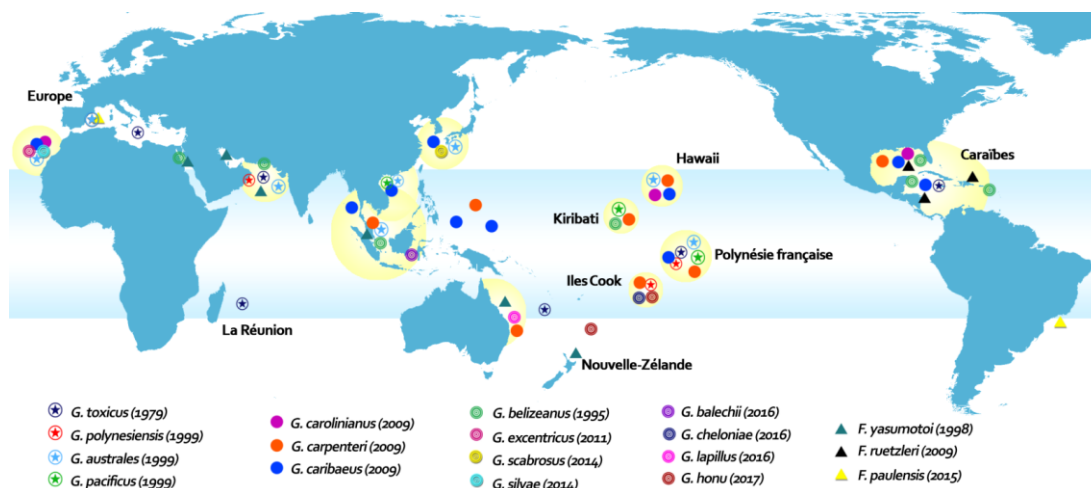 Europe
Hawaii
Caraïbes
Kiribati
Polynésie française
Iles Cook
La Réunion
Nouvelle-Zélande
G. toxicus (1979)
G. polynesiensis (1999)
G. australes (1999)
G. pacificus (1999)
G. carolinianus (2009)
G. carpenteri (2009)
G. caribaeus (2009)
G. belizeanus (1995)
G. excentricus (2011)
G. scabrosus (2014)
G. silvae (2014)
G. balechii (2016)
G. cheloniae (2016)
G. lapillus (2016)
G. honu (2017)
F. yasumotoi (1998)
F. ruetzleri (2009)
F. paulensis (2015)